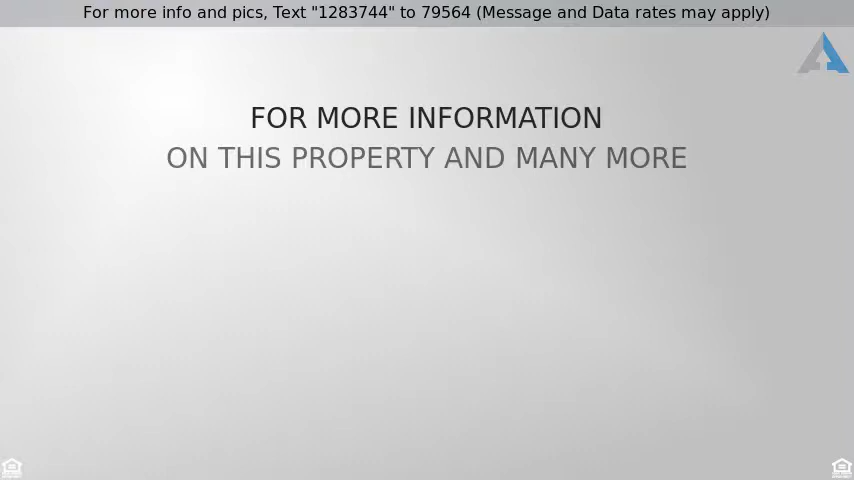 For more info and pics, Text "1283744" to 79564 (Message and Data rates may apply)
FOR MORE INFORMATION
ON THIS PROPERTY AND MANY MORE